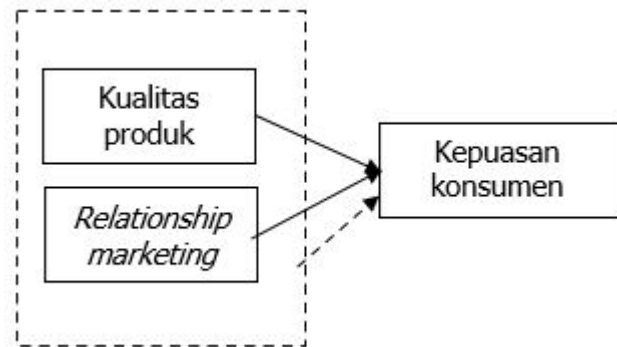 Kualitas
produk
Relationship
marketing
Kepuasan
konsumen